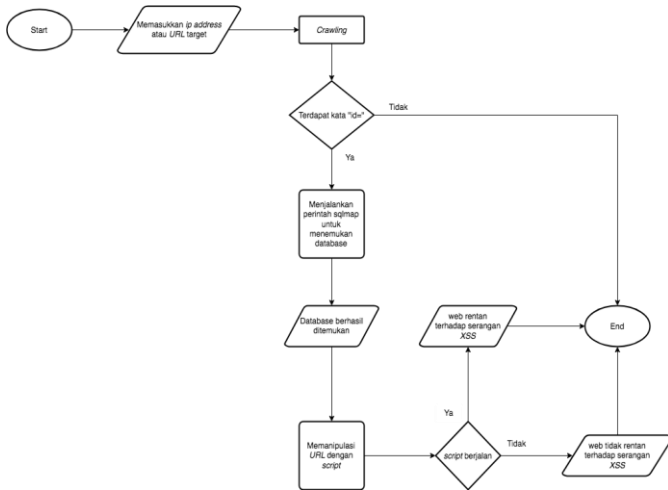 Start
Memasukkan ip address
atau URL target
Crawling
Terdapat kata "id="
Tidak
Ya
Menjalankan
perintah sqlmap
untuk
menemukan
database
Database berhasil
ditemukan
web rentan
terhadap serangan
XSS
End
Ya
Memanipulasi
URL dengan
script
script berjalan
Tidak
web tidak rentan
terhadap serangan
XSS